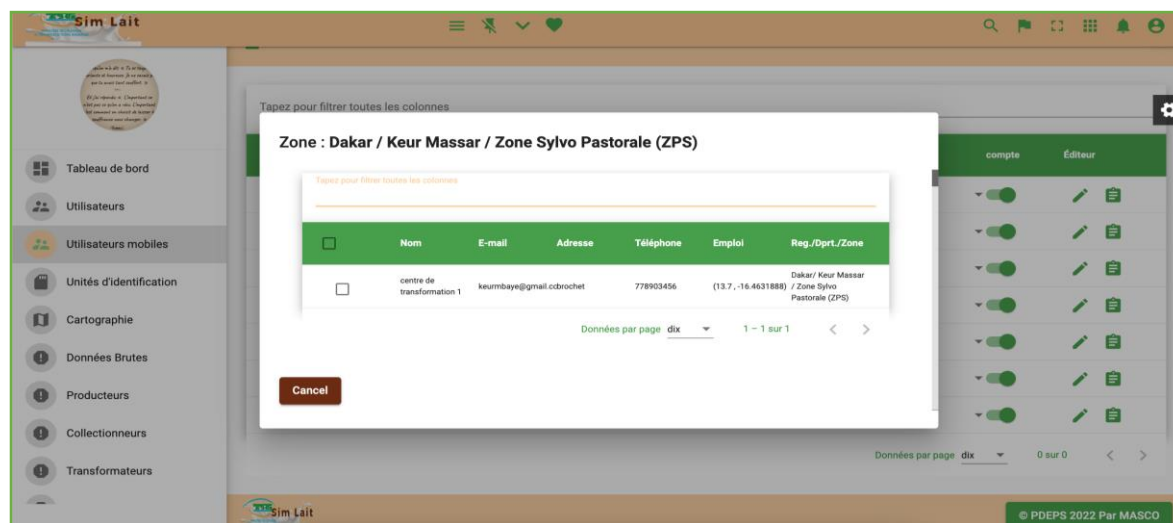 Sim Lait
Tapez pour filtrer toutes les colonnes
compte
Éditeur
Tableau de bord
Utilisateurs
Utilisateurs mobiles
Unités d'identification
Cartographie
Données Brutes
Producteurs
Collectionneurs
Transformateurs
Zone : Dakar / Keur Massar / Zone Sylvo Pastorale (ZPS)
Tapez pour filtrer toutes les colonnes
Nom E-mail Adresse Téléphone Emploi Reg./Dprt./Zone
centre de
transformation 1
keurmbaye@gmail.co
brochet
778903456
(13.7 , -16.4631888)
Dakar/ Keur Massar
/ Zone Sylvo
Pastorale (ZPS)
Données par page dix 1 – 1 sur 1
Cancel
Données par page dix 0 sur 0
Sim Lait
© PDEPS 2022 Par MASCO